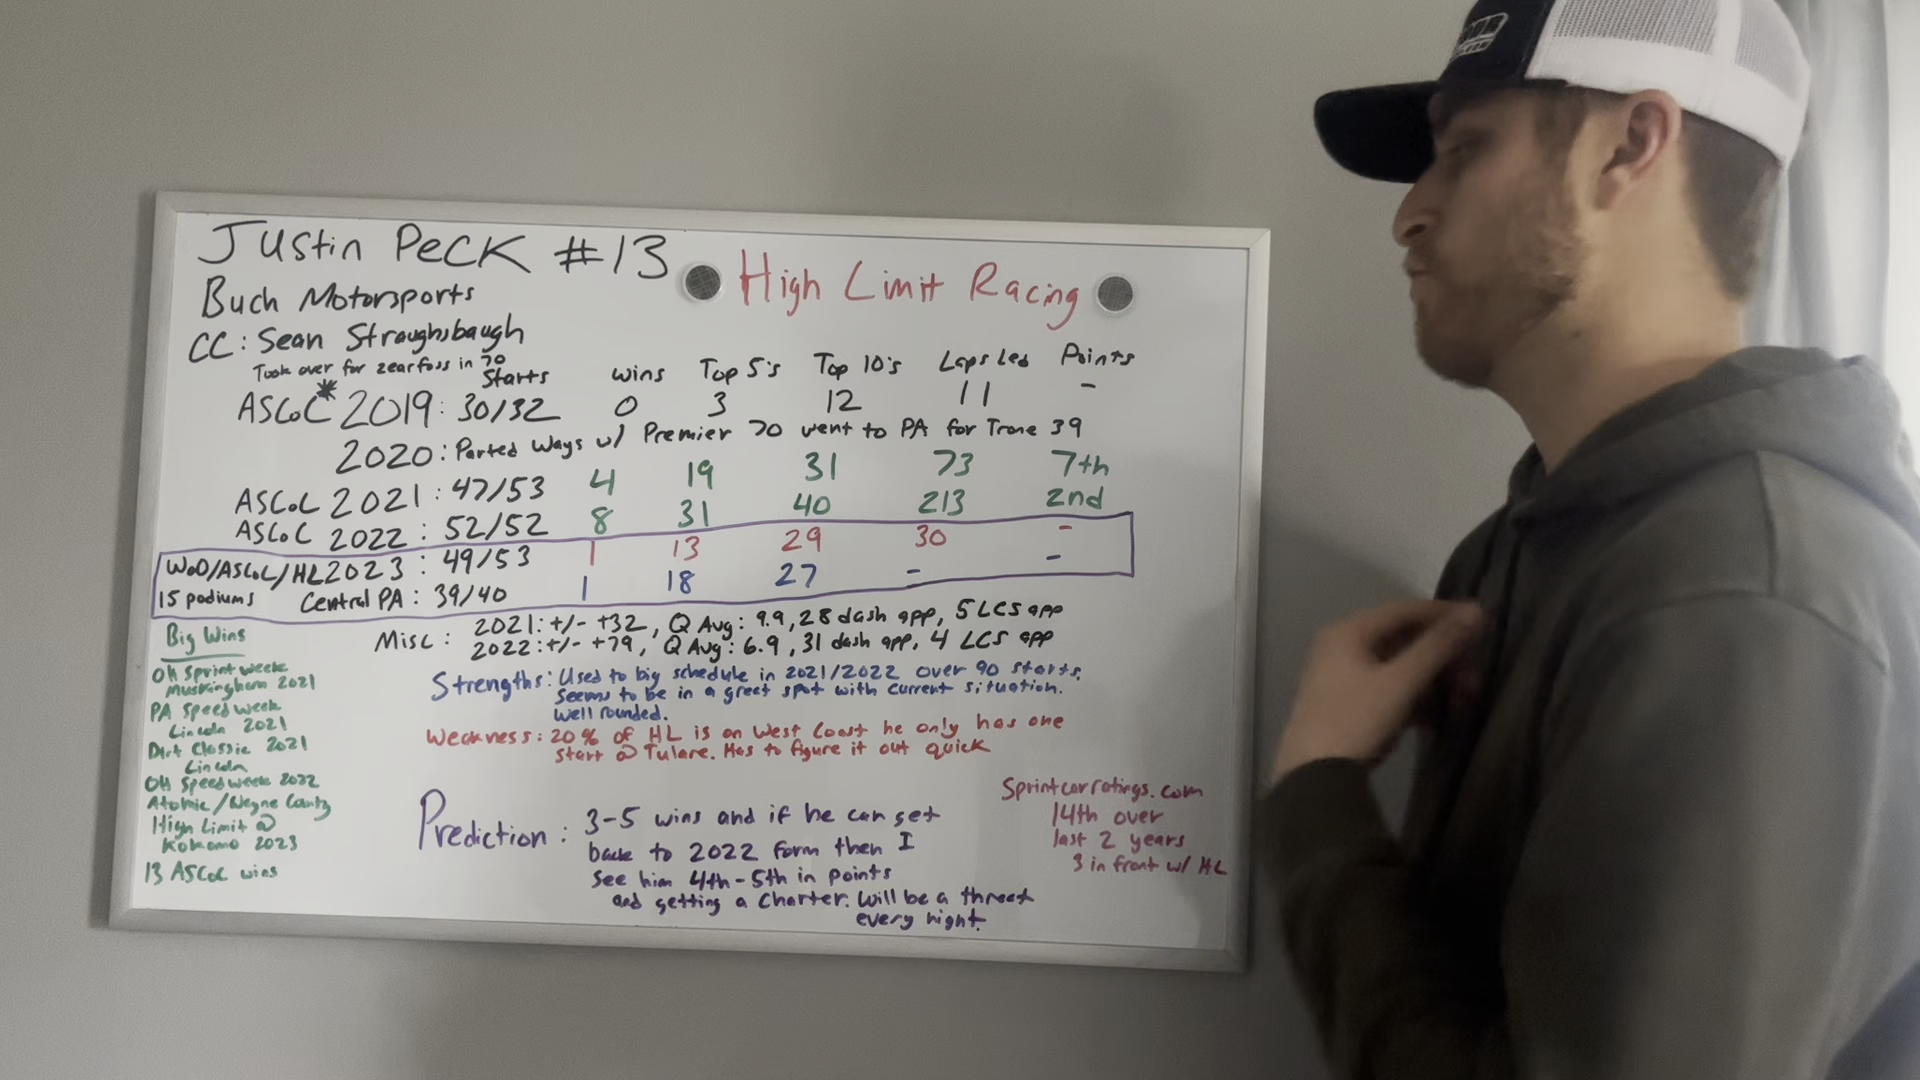 Justin Peck #13
High Limit Racing
Buch Motorsports
CC: Sean Straughsbaugh
Took over for zearfoss in 70
Starts wins Top 5's Top 10's Laps Led Points
ASCoC* 2019: 30/32 0 3 12 11 -
2020: Parted Ways w/ Premier 70 went to PA for Trone 39
ASCoC 2021: 47/53 4 19 31 73 7th
ASCoC 2022: 52/52 8 31 40 213 2nd
WoO/ASCoC/HL 2023: 49/53 1 13 29 30 -
15 podiums Central PA: 39/40 1 18 27 - -
Misc: 2021: +/- +32, Q Avg: 9.9, 28 dash app, 5 LCS app
2022: +/- +79, Q Avg: 6.9, 31 dash app, 4 LCS app
Big Wins
OH Sprint week
Muskingham 2021
PA Speedweek
Lincoln 2021
Dirt Classic 2021
Lincoln
OH Speedweek 2022
Atomic/Wayne County
High Limit @
Kokomo 2023
13 ASCoC wins
Strengths: Used to big schedule in 2021/2022 over 90 starts.
Seems to be in a great spot with current situation.
Well rounded.
Weakness: 20% of HL is on West Coast he only has one
start @ Tulare. Has to figure it out quick
Prediction: 3-5 wins and if he can get
back to 2022 form then I
see him 4th-5th in points
and getting a Charter. Will be a threat
every night.
Sprintcarratings.com
14th over
last 2 years
3 in front w/ HL